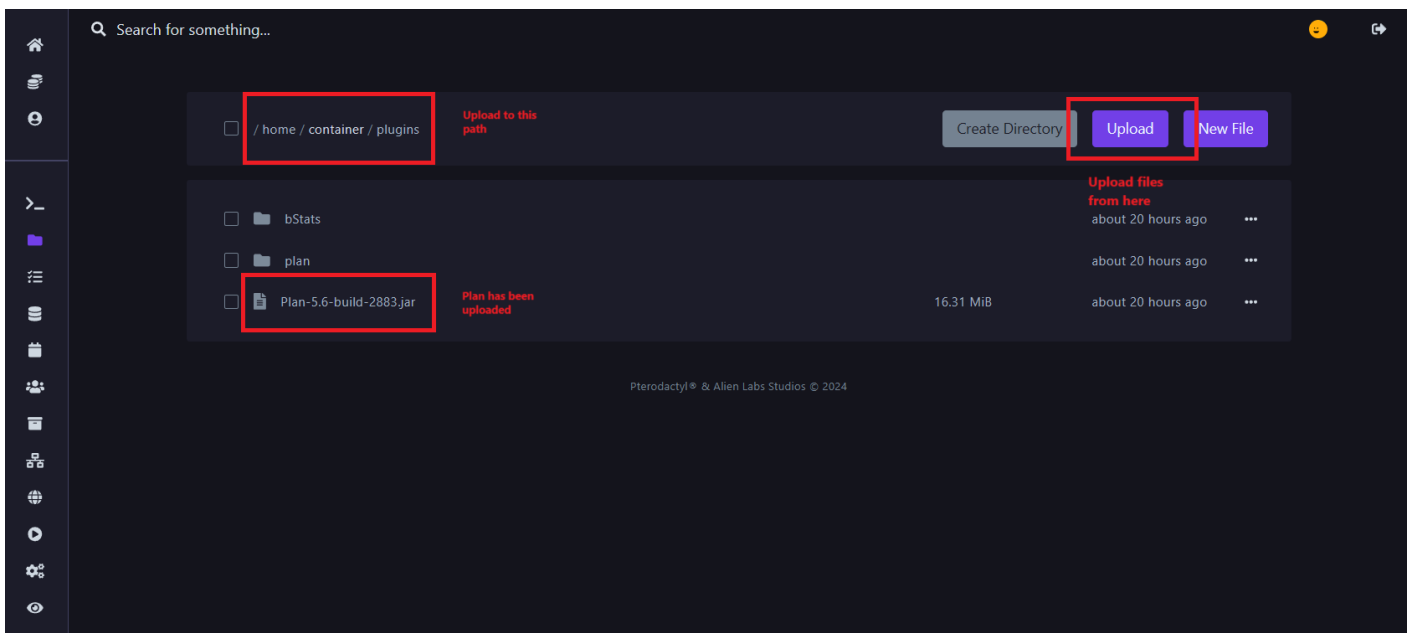 Search for something...
/ home / container / plugins
Upload to this
path
Create Directory
Upload
New File
Upload files
from here
bStats
about 20 hours ago
plan
about 20 hours ago
Plan-5.6-build-2883.jar
Plan has been
uploaded
16.31 MiB
about 20 hours ago
Pterodactyl® & Alien Labs Studios © 2024